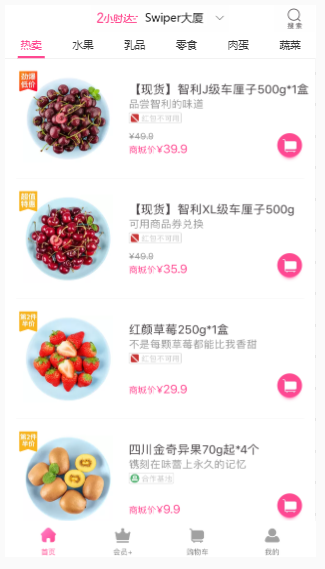 2小时达: Swiper大厦
搜索
热卖 水果 乳品 零食 肉蛋 蔬菜
劲爆
低价
【现货】智利J级车厘子500g*1盒
品尝智利的味道
红包不可用
¥49.9
商城价¥39.9
超值
特惠
【现货】智利XL级车厘子500g
可用商品券兑换
红包不可用
¥49.9
商城价¥35.9
第2件
半价
红颜草莓250g*1盒
不是每颗草莓都能比我香甜
红包不可用
商城价¥29.9
第2件
半价
四川金奇异果70g起*4个
镌刻在味蕾上永久的记忆
合作基地
商城价¥9.9
首页 会员+ 购物车 我的